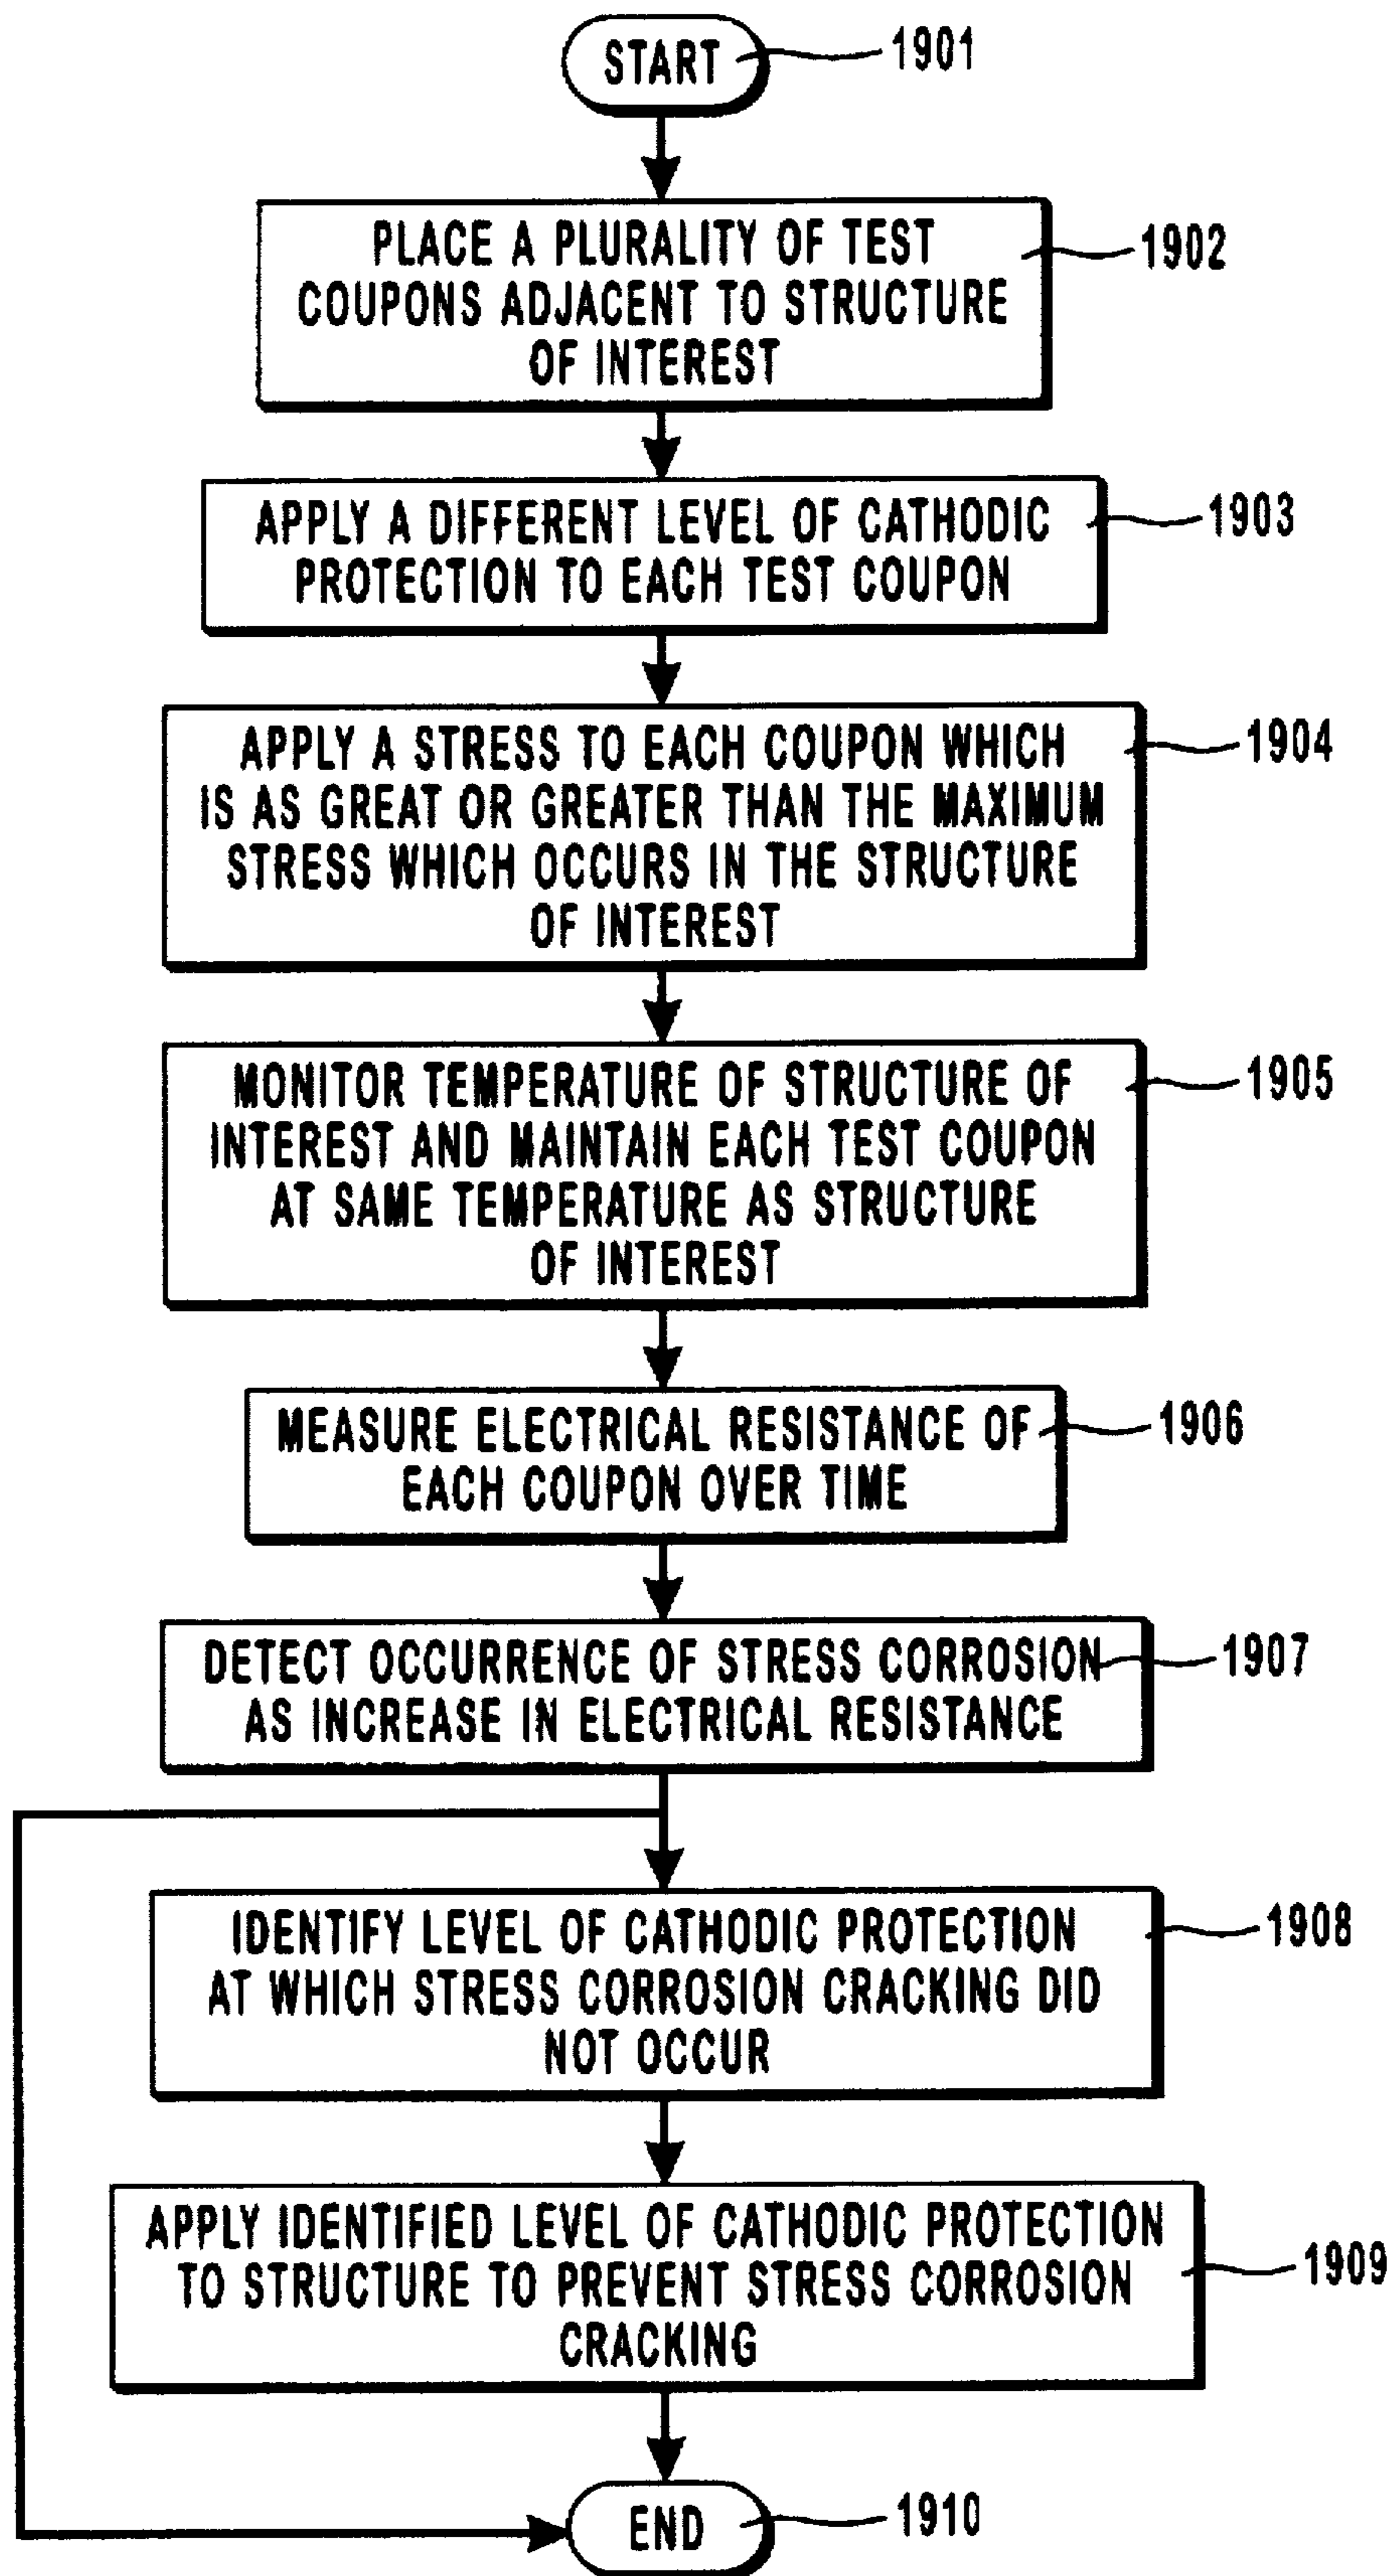 START
1901
PLACE A PLURALITY OF TEST
COUPONS ADJACENT TO STRUCTURE
OF INTEREST
1902
APPLY A DIFFERENT LEVEL OF CATHODIC
PROTECTION TO EACH TEST COUPON
1903
APPLY A STRESS TO EACH COUPON WHICH
IS AS GREAT OR GREATER THAN THE MAXIMUM
STRESS WHICH OCCURS IN THE STRUCTURE
OF INTEREST
1904
MONITOR TEMPERATURE OF STRUCTURE OF
INTEREST AND MAINTAIN EACH TEST COUPON
AT SAME TEMPERATURE AS STRUCTURE
OF INTEREST
1905
MEASURE ELECTRICAL RESISTANCE OF
EACH COUPON OVER TIME
1906
DETECT OCCURRENCE OF STRESS CORROSION
AS INCREASE IN ELECTRICAL RESISTANCE
1907
IDENTIFY LEVEL OF CATHODIC PROTECTION
AT WHICH STRESS CORROSION CRACKING DID
NOT OCCUR
1908
APPLY IDENTIFIED LEVEL OF CATHODIC PROTECTION
TO STRUCTURE TO PREVENT STRESS CORROSION
CRACKING
1909
END
1910